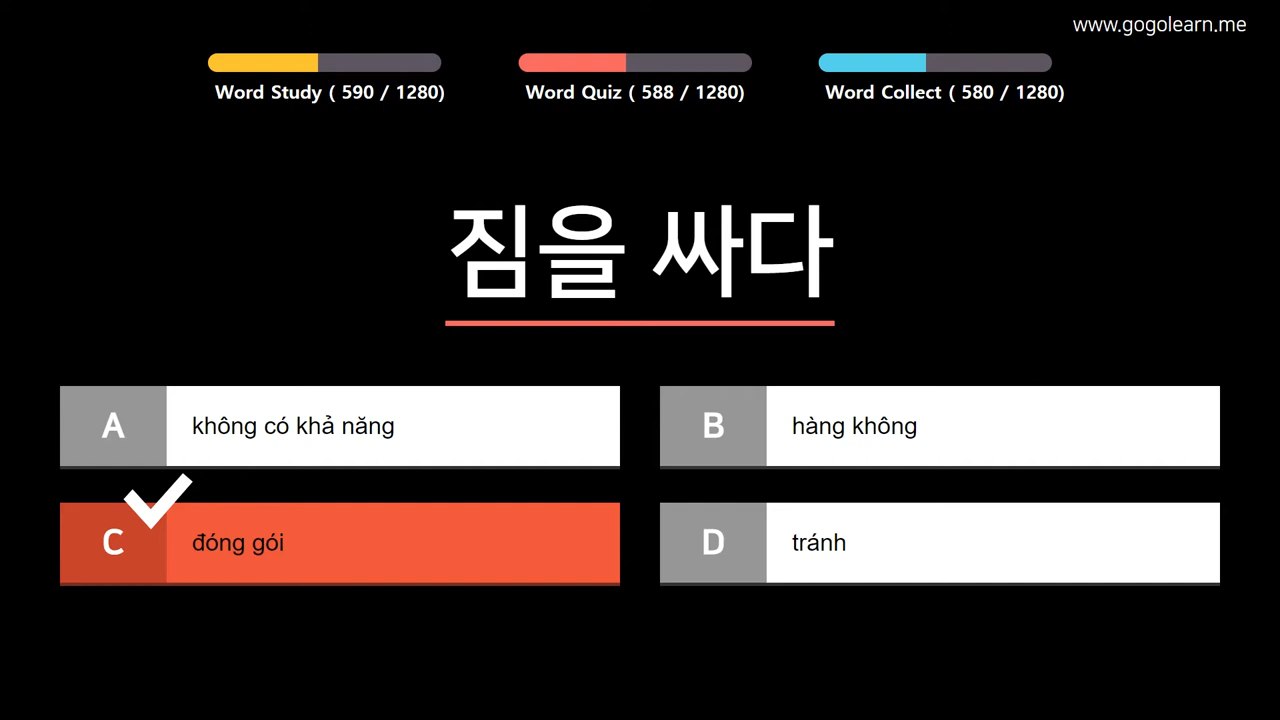 www.gogolearn.me
Word Study ( 590 / 1280)
Word Quiz ( 588 / 1280)
Word Collect ( 580 / 1280)
짐을 싸다
A không có khả năng
B hàng không
C đóng gói
D tránh